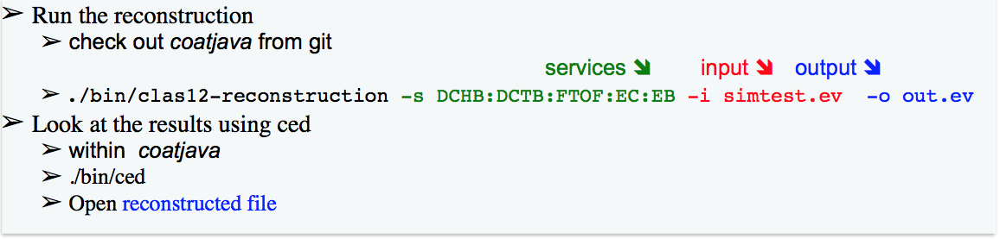 ➢ Run the reconstruction
➢ check out coatjava from git
services ➘ input ➘ output ➘
➢ ./bin/clas12-reconstruction -s DCHB:DCTB:FTOF:EC:EB -i simtest.ev -o out.ev
➢ Look at the results using ced
➢ within coatjava
➢ ./bin/ced
➢ Open reconstructed file